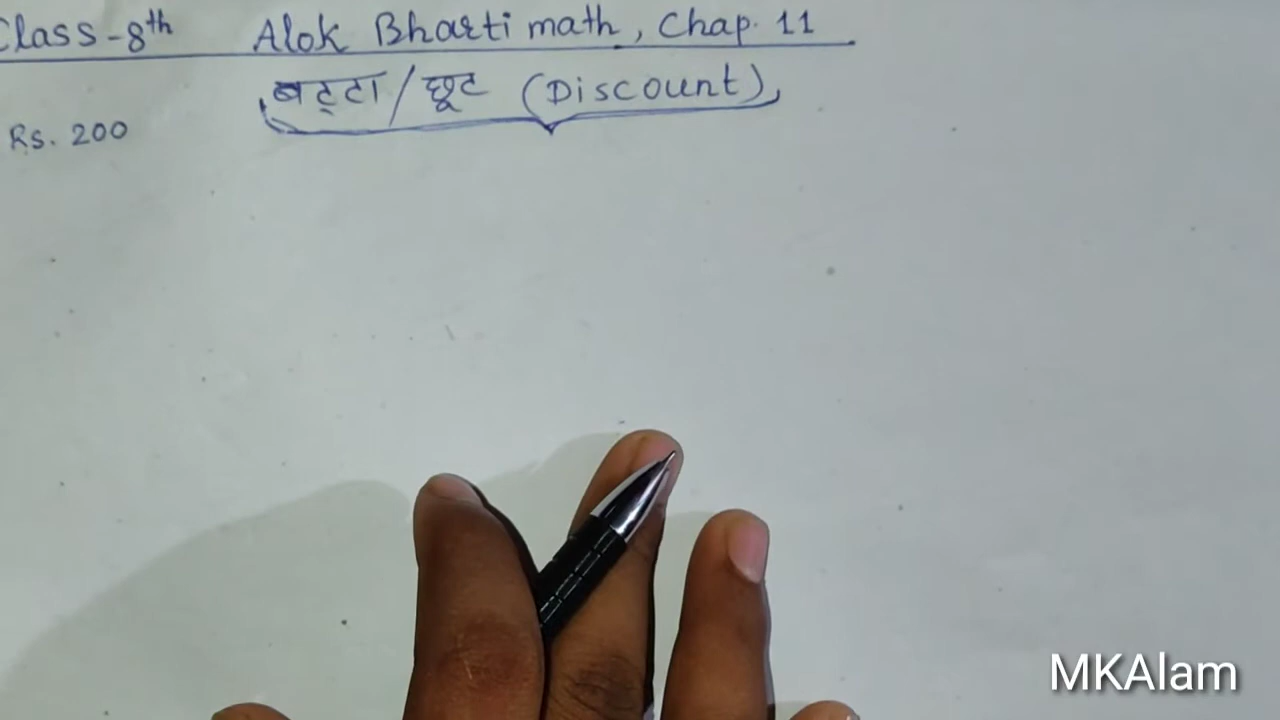 Class-8th Alok Bharti math, Chap. 11
बट्टा/छूट (Discount)
Rs. 200
MKAlam